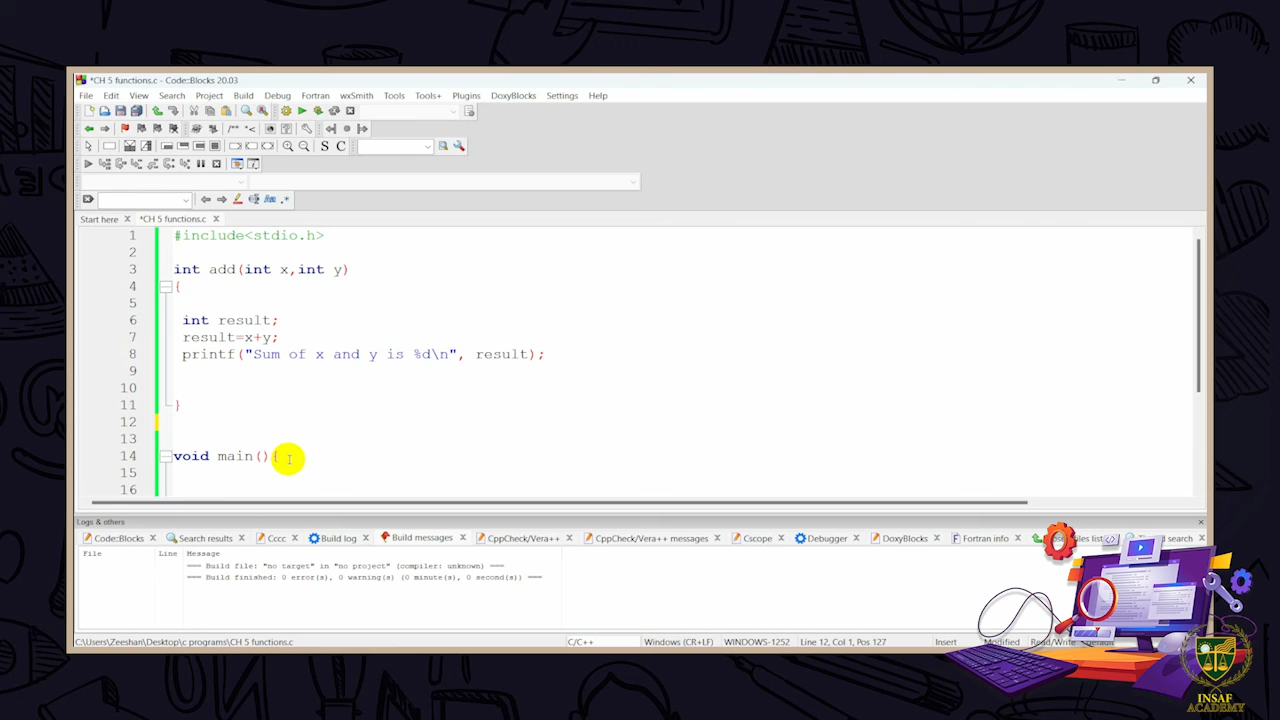 *CH 5 functions.c - Code::Blocks 20.03
File Edit View Search Project Build Debug Fortran wxSmith Tools Tools+ Plugins DoxyBlocks Settings Help
S C
Start here *CH 5 functions.c
1 #include<stdio.h>
2
3 int add(int x,int y)
4 {
5
6 int result;
7 result=x+y;
8 printf("Sum of x and y is %d\n", result);
9
10
11 }
12
13
14 void main(){
15
16
Logs & others
Code::Blocks Search results Cccc Build log Build messages CppCheck/Vera++ CppCheck/Vera++ messages Cscope Debugger DoxyBlocks Fortran info search
File Line Message
=== Build file: "no target" in "no project" (compiler: unknown) ===
=== Build finished: 0 error(s), 0 warning(s) (0 minute(s), 0 second(s)) ===
C:\Users\Zeeshan\Desktop\c programs\CH 5 functions.c C/C++ Windows (CR+LF) WINDOWS-1252 Line 12, Col 1, Pos 127 Insert Modified Read/Write default
INSAF
ACADEMY